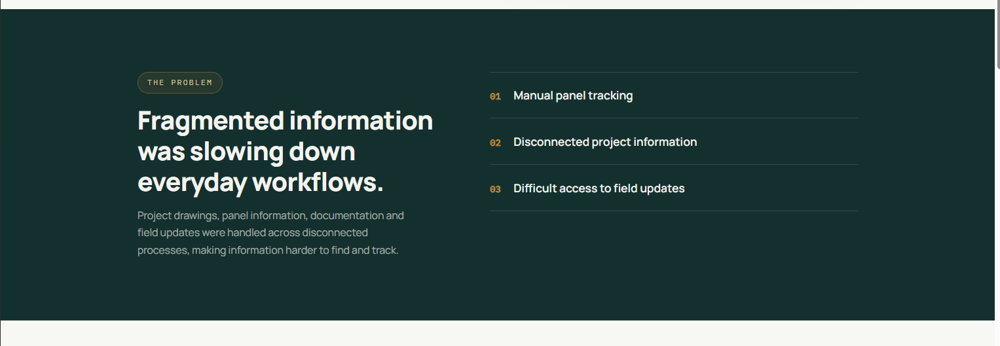 THE PROBLEM
Fragmented information
was slowing down
everyday workflows.
Project drawings, panel information, documentation and
field updates were handled across disconnected
processes, making information harder to find and track.
01 Manual panel tracking
02 Disconnected project information
03 Difficult access to field updates